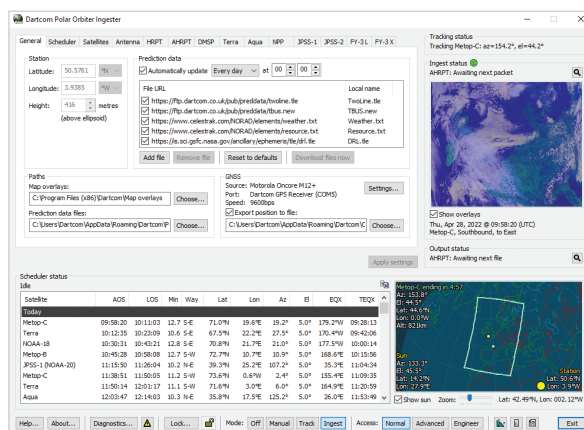 Dartcom Polar Orbiter Ingester
General Scheduler Satellites Antenna HRPT AHRPT DMSP Terra Aqua NPP JPSS-1 JPSS-2 FY-3 L FY-3 X
Station
Latitude: 50.5761 °N
Longitude: 3.9385 °W
Height: 416 metres
(above ellipsoid)
Prediction data
Automatically update Every day at 00 : 00
File URL Local name
https://ftp.dartcom.co.uk/pub/preddata/twoline.tle TwoLine.tle
https://ftp.dartcom.co.uk/pub/preddata/tbus.new TBUS.new
https://www.celestrak.com/NORAD/elements/weather.txt Weather.txt
https://www.celestrak.com/NORAD/elements/resource.txt Resource.txt
https://is.sci.gsfc.nasa.gov/ancillary/ephemeris/tle/drl.tle DRL.tle
Add file Remove file Reset to defaults Download files now
Paths
Map overlays:
C:\Program Files (x86)\Dartcom\Map overlays Choose...
Prediction data files:
C:\Users\Dartcom\AppData\Roaming\Dartcom\P Choose...
GNSS
Source: Motorola Oncore M12+
Port: Dartcom GPS Receiver (COM5)
Speed: 9600bps
Settings...
Export position to file:
C:\Users\Dartcom\AppData\Roaming\Dartcom\C Choose...
Apply settings
Tracking status
Tracking Metop-C: az=154.2°, el=44.2°
Ingest status
AHRPT: Awaiting next packet
Show overlays
Thu, Apr 28, 2022 @ 09:58:20 (UTC)
Metop-C, Southbound, to East
Output status
AHRPT: Awaiting next file
Scheduler status
Idle
Satellite AOS LOS Min Way Lat Lon Az El EQX TEQX
Today
Metop-C 09:58:20 10:11:03 12.7 S-E 71.0°N 19.6°E 19.2° 5.0° 179.2°W 09:28:13
Terra 10:12:35 10:23:09 10.6 S-E 67.5°N 22.2°E 27.5° 5.0° 170.4°W 09:42:06
NOAA-18 10:30:31 10:43:21 12.8 S-E 70.8°N 21.7°E 21.0° 5.0° 177.5°W 10:00:14
Metop-B 10:45:28 10:58:08 12.7 S-W 72.7°N 10.7°E 10.9° 5.0° 168.6°E 10:15:56
JPSS-1 (NOAA-20) 11:15:50 11:26:04 10.2 N-E 39.3°N 25.2°E 107.2° 5.0° 35.3°E 11:04:34
Metop-C 11:38:51 11:50:05 11.2 S-W 73.6°N 0.6°W 2.4° 5.0° 155.4°E 11:09:35
Terra 11:50:14 12:01:17 11.1 S-W 71.6°N 3.0°E 6.0° 5.0° 164.9°E 11:20:59
Aqua 12:03:47 12:14:03 10.3 N-E 35.8°N 17.5°E 125.2° 5.0° 26.0°E 11:53:49
Metop-C ending in 4:57
Az: 153.8°
El: 44.5°
Lat: 44.6°N
Lon: 0.0°W
Alt: 821km
Sun
Az: 133.3°
El: 45.5°
Lat: 14.2°N
Lon: 27.9°E
Station
Lat: 50.6°N
Lon: 3.9°W
Show sun Zoom: Lat: 42.49°N, Lon: 002.12°W
Help... About... Diagnostics... Lock... Mode: Off Manual Track Ingest Access: Normal Advanced Engineer Exit